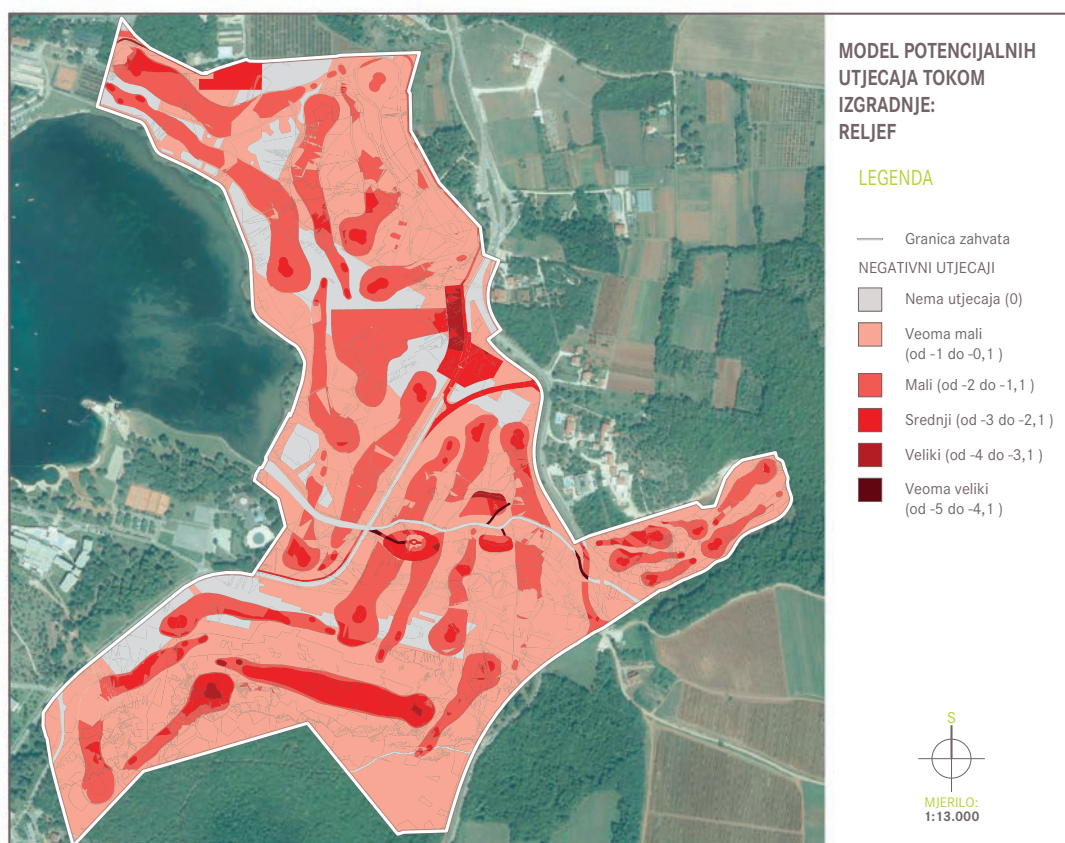 MODEL POTENCIJALNIH
UTJECAJA TOKOM
IZGRADNJE:
RELJEF
LEGENDA
Granica zahvata
NEGATIVNI UTJECAJI
Nema utjecaja (0)
Veoma mali
(od -1 do -0,1 )
Mali (od -2 do -1,1 )
Srednji (od -3 do -2,1 )
Veliki (od -4 do -3,1 )
Veoma veliki
(od -5 do -4,1 )
S
MJERILO:
1:13.000